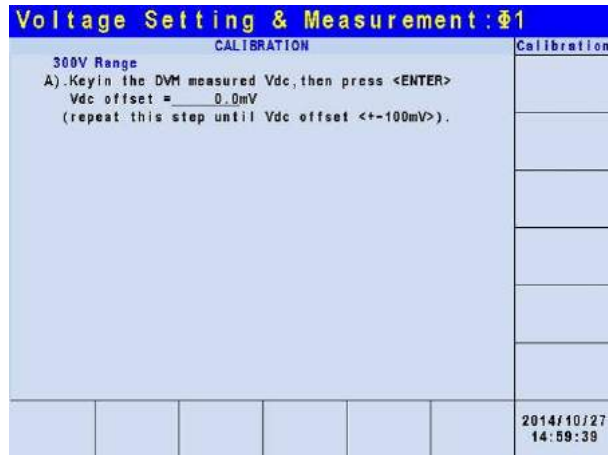 Voltage Setting & Measurement:Φ1
CALIBRATION
Calibration
300V Range
A).Keyin the DVM measured Vdc,then press <ENTER>
Vdc offset = 0.0mV
(repeat this step until Vdc offset <+-100mV>).
2014/10/27
14:59:39